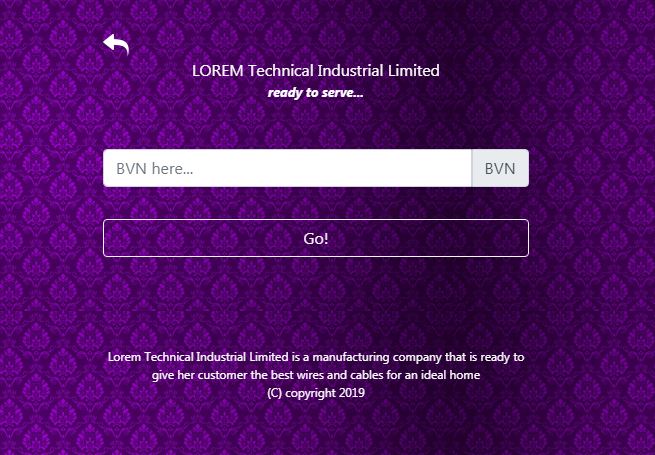 LOREM Technical Industrial Limited
ready to serve...
BVN here...
BVN
Go!
Lorem Technical Industrial Limited is a manufacturing company that is ready to
give her customer the best wires and cables for an ideal home
(C) copyright 2019